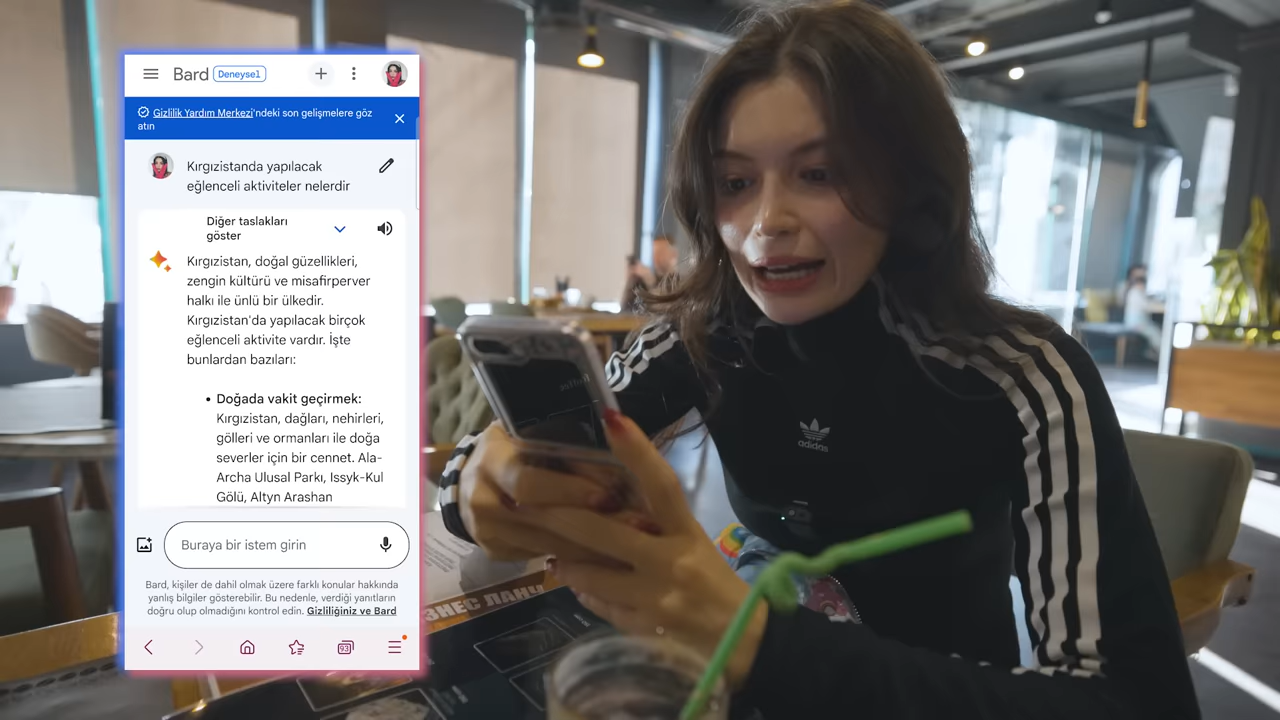 Bard Deneysel
Gizlilik Yardım Merkezi'ndeki son gelişmelere göz
atın
Kırgızistanda yapılacak
eğlenceli aktiviteler nelerdir
Diğer taslakları
göster
Kırgızistan, doğal güzellikleri,
zengin kültürü ve misafirperver
halkı ile ünlü bir ülkedir.
Kırgızistan'da yapılacak birçok
eğlenceli aktivite vardır. İşte
bunlardan bazıları:
• Doğada vakit geçirmek:
Kırgızistan, dağları, nehirleri,
gölleri ve ormanları ile doğa
severler için bir cennet. Ala-
Archa Ulusal Parkı, Issyk-Kul
Gölü, Altyn Arashan
Buraya bir istem girin
Bard, kişiler de dahil olmak üzere farklı konular hakkında
yanlış bilgiler gösterebilir. Bu nedenle, verdiği yanıtların
doğru olup olmadığını kontrol edin. Gizliliğiniz ve Bard
93
adidas
ЗНЕС ЛАНЧ